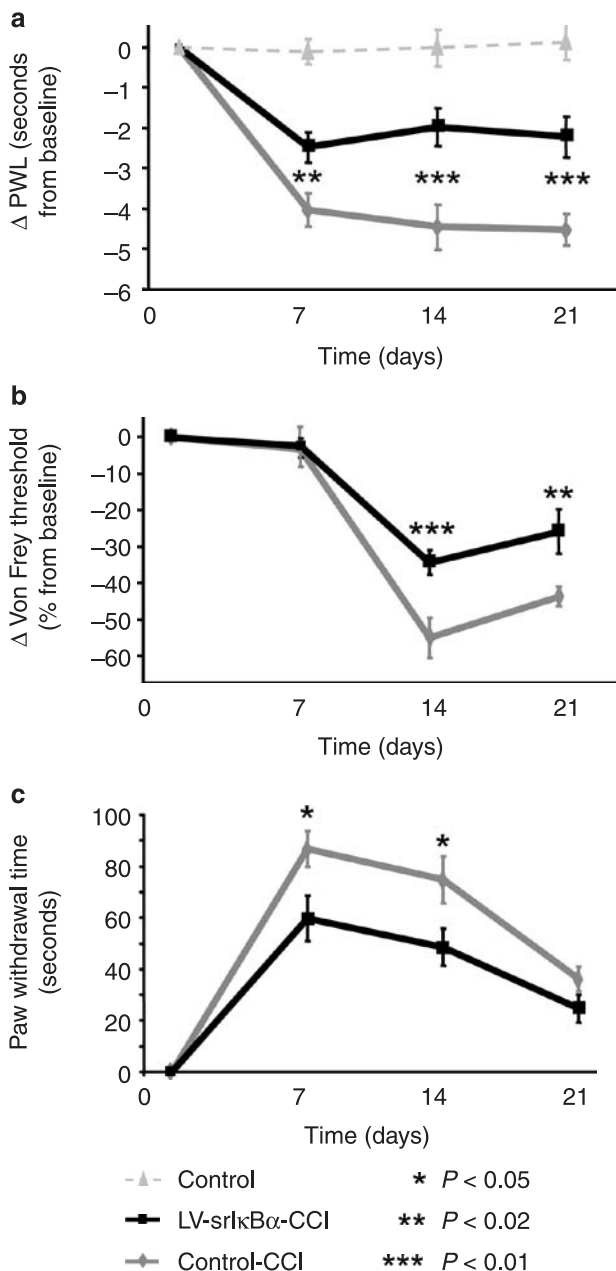 a
Δ PWL (seconds
from baseline)
0
–1
–2
–3
–4
–5
–6
** *** ***
0 7 14 21
Time (days)
b
Δ Von Frey threshold
(% from baseline)
0
–10
–20
–30
–40
–50
–60
*** **
0 7 14 21
Time (days)
c
Paw withdrawal time
(seconds)
100
80
60
40
20
0
* *
0 7 14 21
Time (days)
Control * P < 0.05
LV-srIκBα-CCI ** P < 0.02
Control-CCI *** P < 0.01